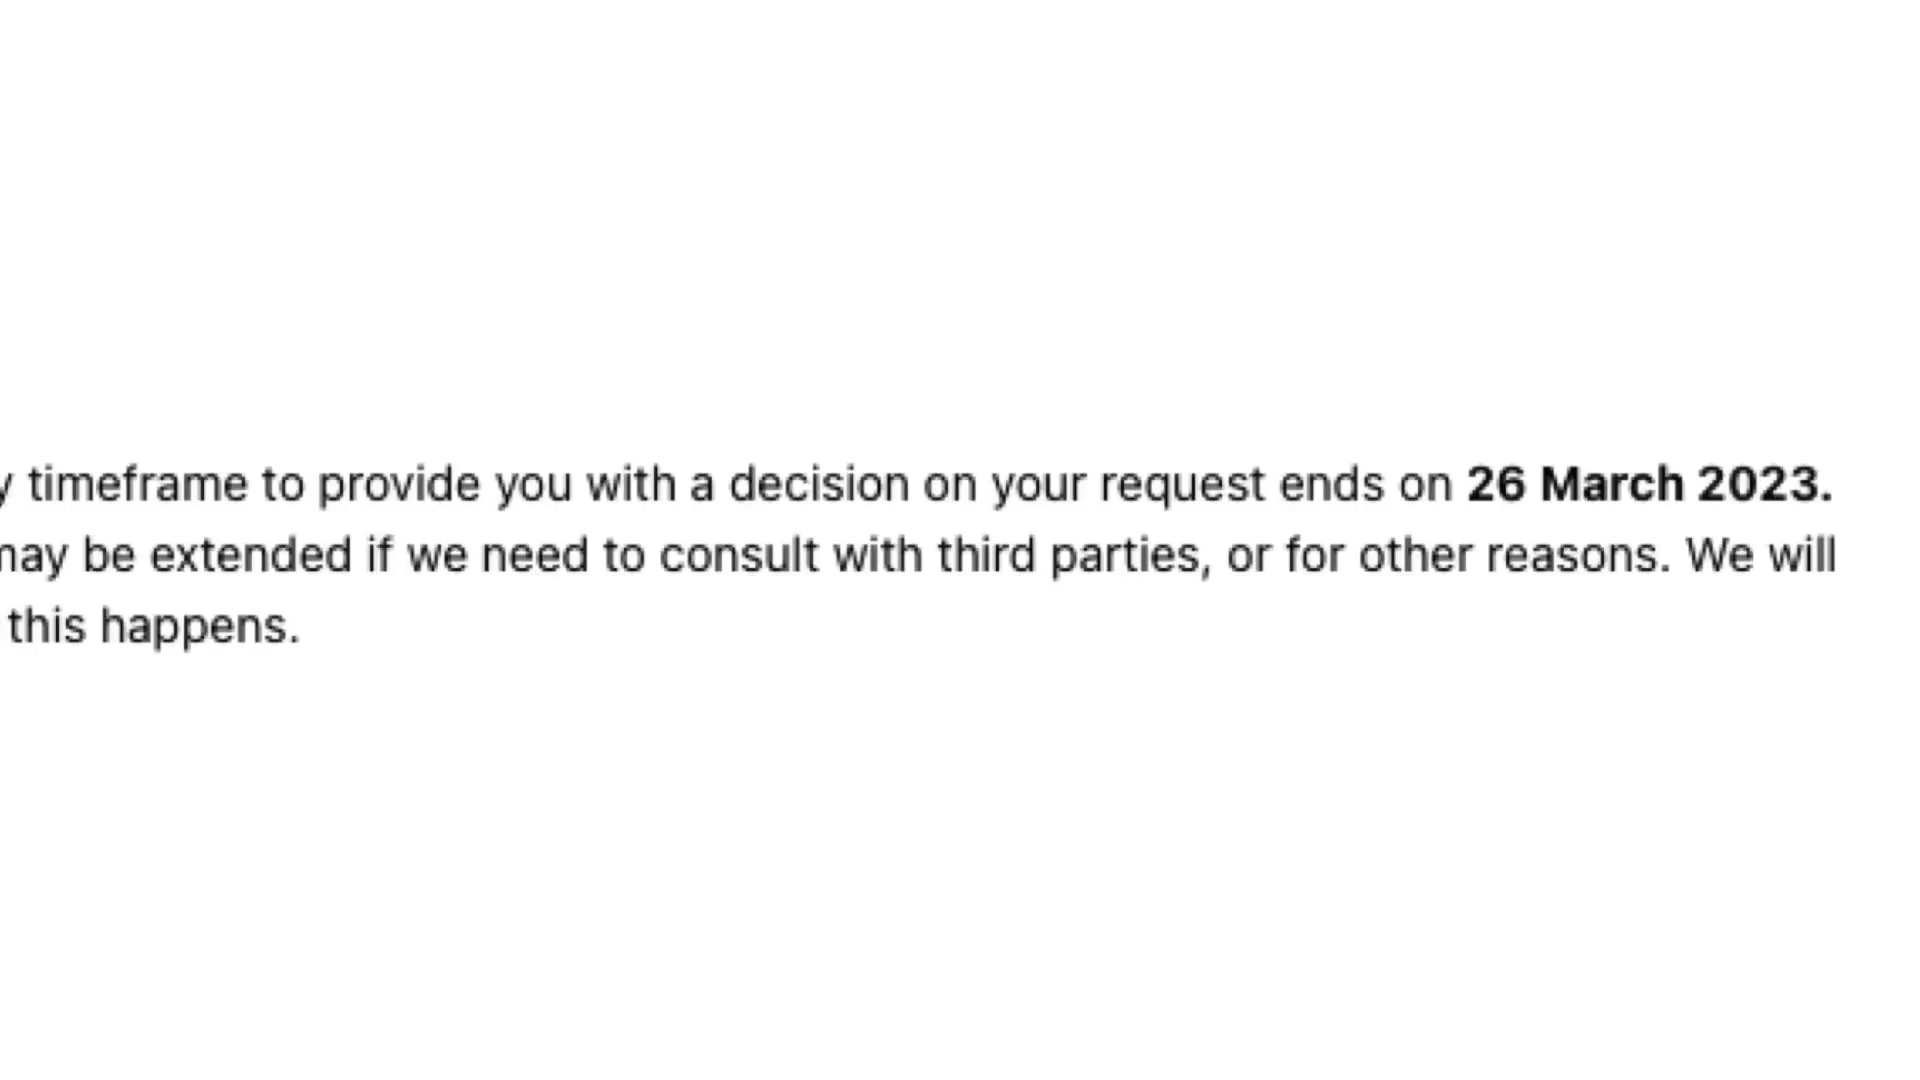 timeframe to provide you with a decision on your request ends on 26 March 2023.
may be extended if we need to consult with third parties, or for other reasons. We will
this happens.